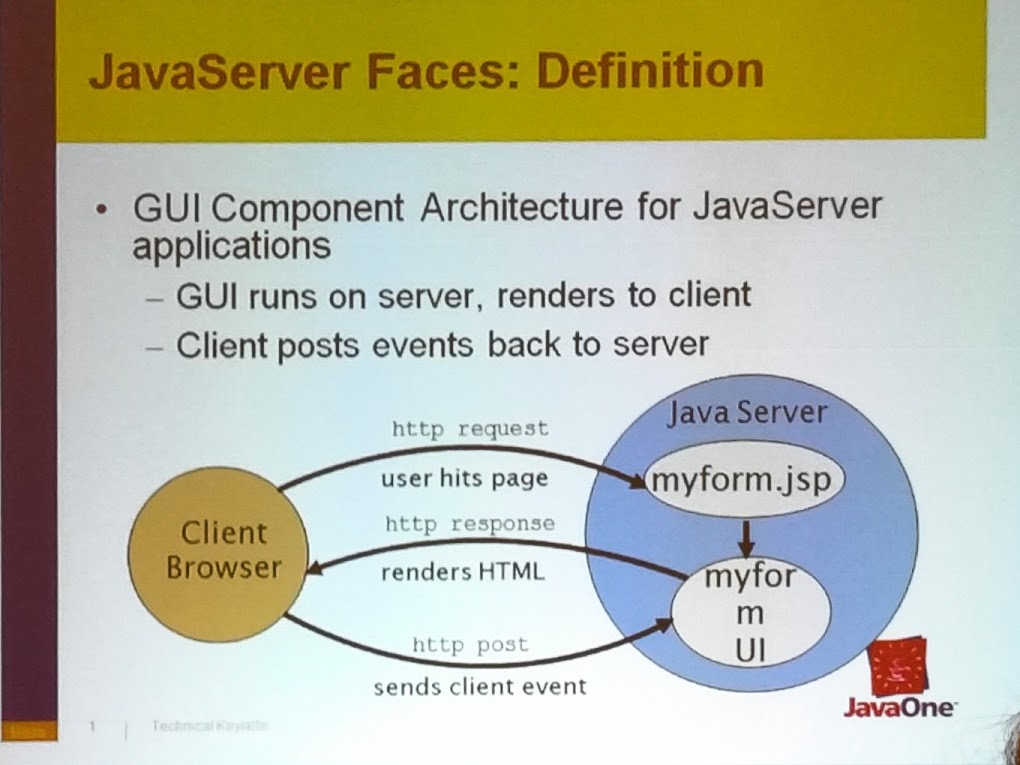 JavaServer Faces: Definition
• GUI Component Architecture for JavaServer
applications
– GUI runs on server, renders to client
– Client posts events back to server
Java Server
http request
user hits page
myform.jsp
http response
Client
Browser
renders HTML
myfor
m
UI
http post
sends client event
JavaOne
1
Technical Keynote